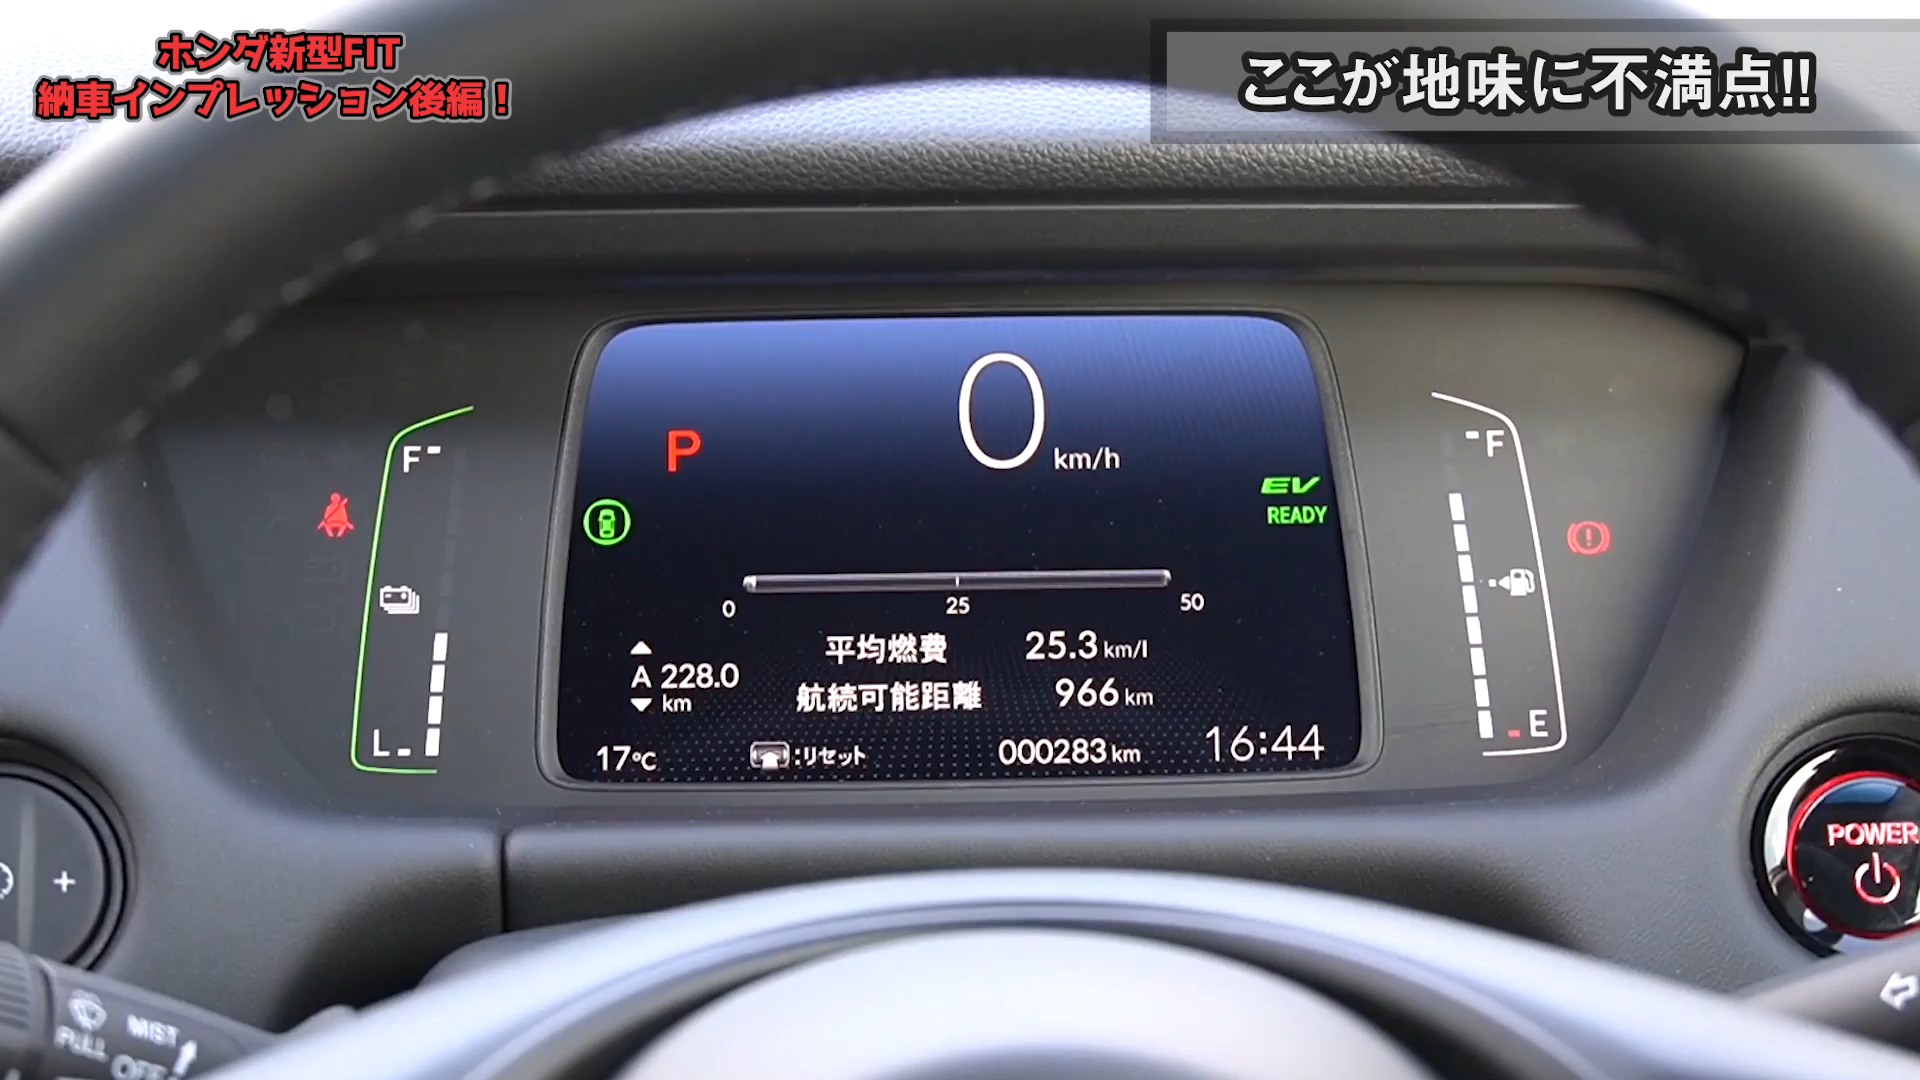 ホンダ新型FIT
納車インプレッション後編!
ここが地味に不満点!!
0 km/h
P
EV
READY
F
F
0 25 50
平均燃費 25.3 km/l
A 228.0
km
航続可能距離 966 km
L
E
17℃ :リセット 000283 km 16:44
POWER
+
MIST
FULL
OFF